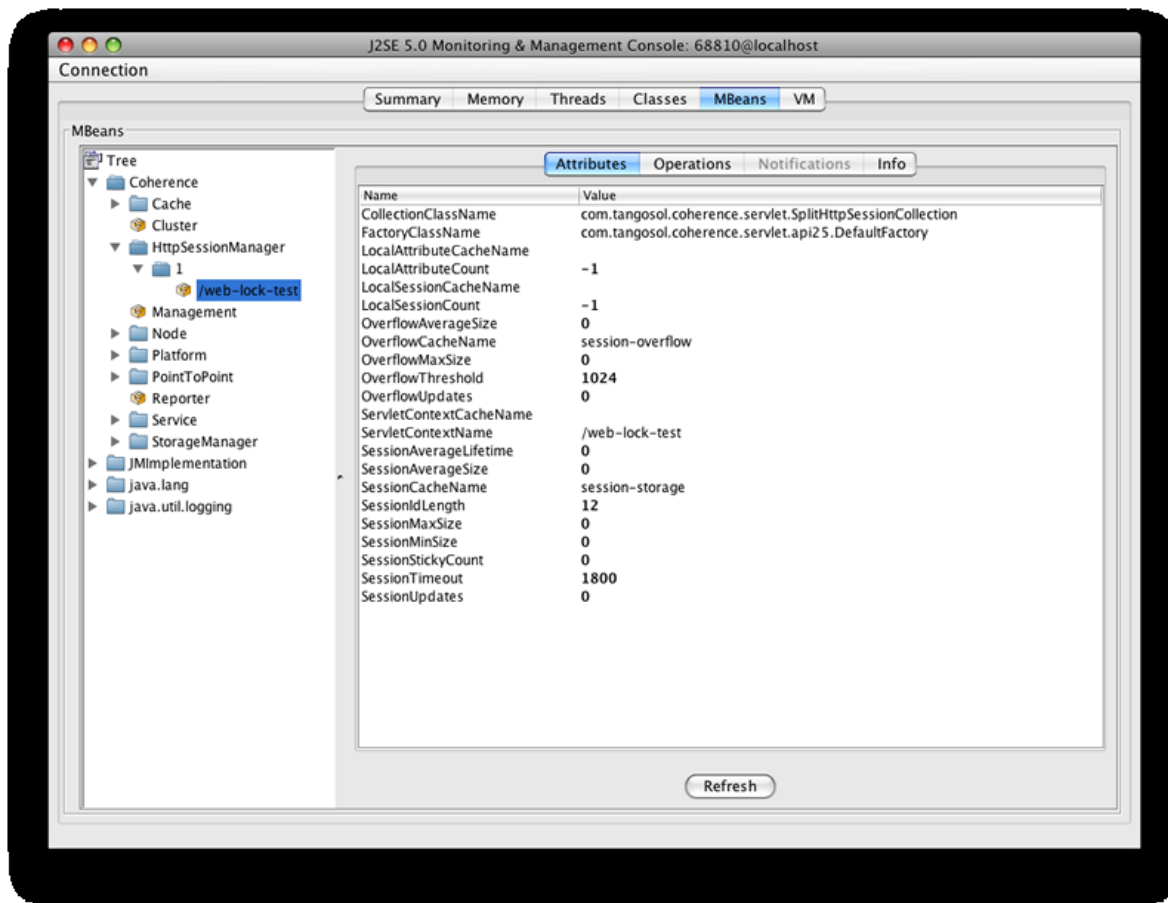 J2SE 5.0 Monitoring & Management Console: 68810@localhost
Connection
Summary Memory Threads Classes MBeans VM
MBeans
Tree
Coherence
Cache
Cluster
HttpSessionManager
1
/web-lock-test
Management
Node
Platform
PointToPoint
Reporter
Service
StorageManager
JMImplementation
java.lang
java.util.logging
Attributes Operations Notifications Info
Name Value
CollectionClassName com.tangosol.coherence.servlet.SplitHttpSessionCollection
FactoryClassName com.tangosol.coherence.servlet.api25.DefaultFactory
LocalAttributeCacheName
LocalAttributeCount -1
LocalSessionCacheName
LocalSessionCount -1
OverflowAverageSize 0
OverflowCacheName session-overflow
OverflowMaxSize 0
OverflowThreshold 1024
OverflowUpdates 0
ServletContextCacheName
ServletContextName /web-lock-test
SessionAverageLifetime 0
SessionAverageSize 0
SessionCacheName session-storage
SessionIdLength 12
SessionMaxSize 0
SessionMinSize 0
SessionStickyCount 0
SessionTimeout 1800
SessionUpdates 0
Refresh